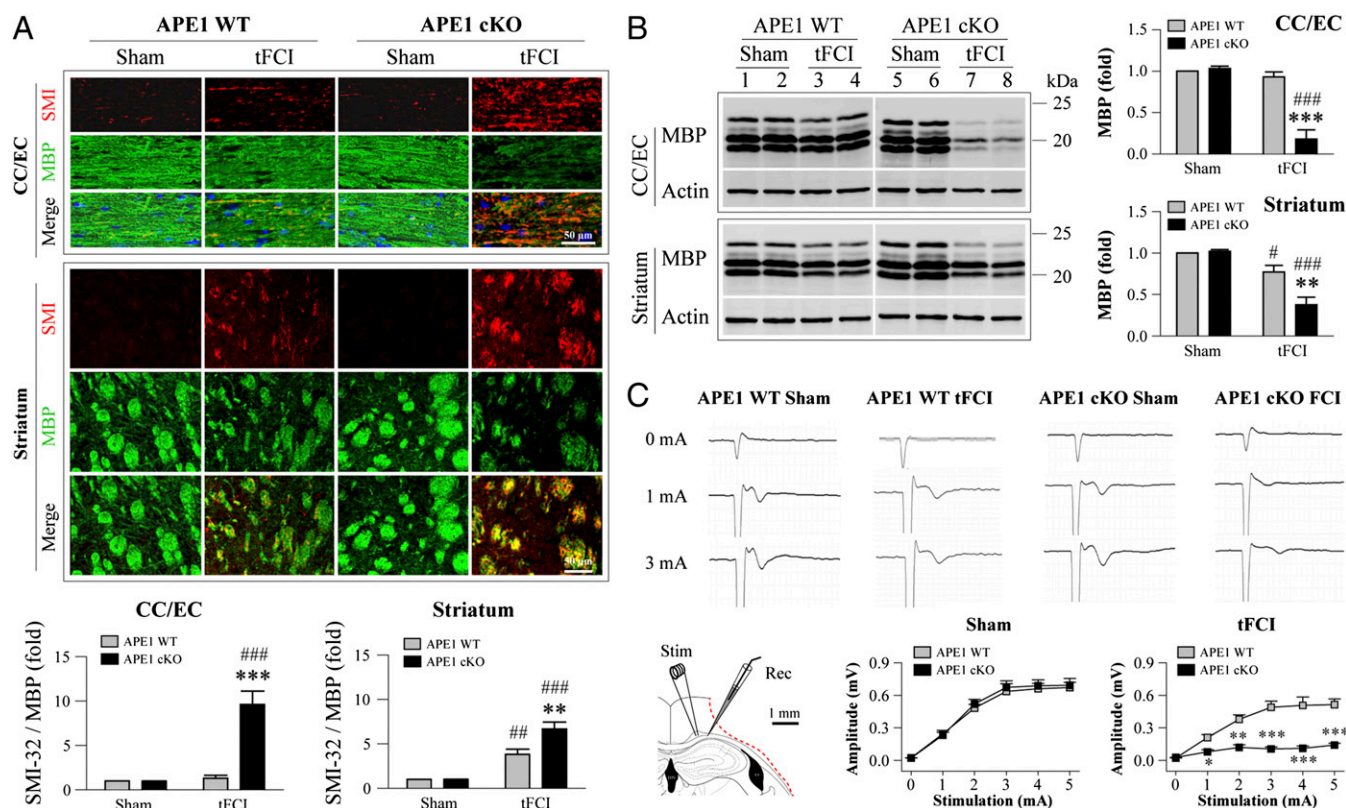 A
APE1 WT
APE1 cKO
Sham
tFCI
Sham
tFCI
CC/EC
SMI
MBP
Merge
50 µm
Striatum
SMI
MBP
Merge
50 µm
CC/EC
SMI-32 / MBP (fold)
APE1 WT
APE1 cKO
15
10
5
0
###
***
Sham
tFCI
Striatum
SMI-32 / MBP (fold)
APE1 WT
APE1 cKO
15
10
5
0
##
###
**
Sham
tFCI
B
APE1 WT
APE1 cKO
Sham
tFCI
Sham
tFCI
1 2 3 4 5 6 7 8 kDa
CC/EC
MBP
25
20
Actin
Striatum
MBP
25
20
Actin
CC/EC
MBP (fold)
APE1 WT
APE1 cKO
1.5
1.0
0.5
0.0
###
***
Sham
tFCI
Striatum
MBP (fold)
APE1 WT
APE1 cKO
1.5
1.0
0.5
0.0
#
###
**
Sham
tFCI
C
APE1 WT Sham
APE1 WT tFCI
APE1 cKO Sham
APE1 cKO FCI
0 mA
1 mA
3 mA
Stim
Rec
1 mm
Sham
Amplitude (mV)
APE1 WT
APE1 cKO
0.9
0.6
0.3
0.0
0 1 2 3 4 5
Stimulation (mA)
tFCI
Amplitude (mV)
APE1 WT
APE1 cKO
0.9
0.6
0.3
0.0
*
**
***
***
***
0 1 2 3 4 5
Stimulation (mA)